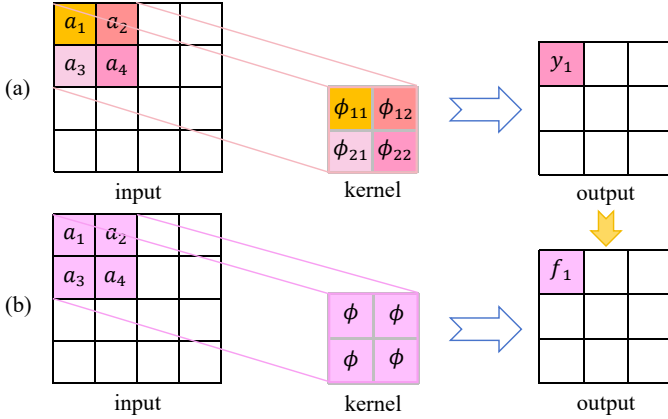 (a)
a₁ a₂
a₃ a₄
input
ϕ₁₁ ϕ₁₂
ϕ₂₁ ϕ₂₂
kernel
y₁
output
(b)
a₁ a₂
a₃ a₄
input
ϕ ϕ
ϕ ϕ
kernel
f₁
output